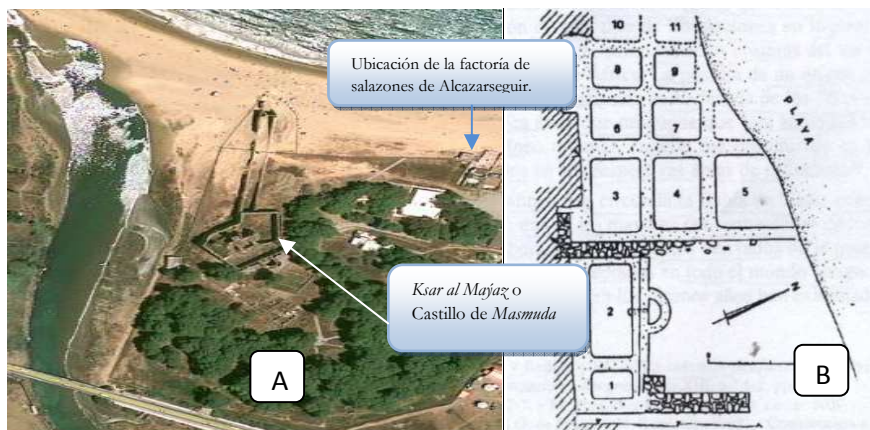 Ubicación de la factoría de
salazones de Alcazarseguir.
Ksar al Maŷaz o
Castillo de Masmuda
A
10
11
8
9
6
7
3
4
5
2
1
PLAYA
N
B